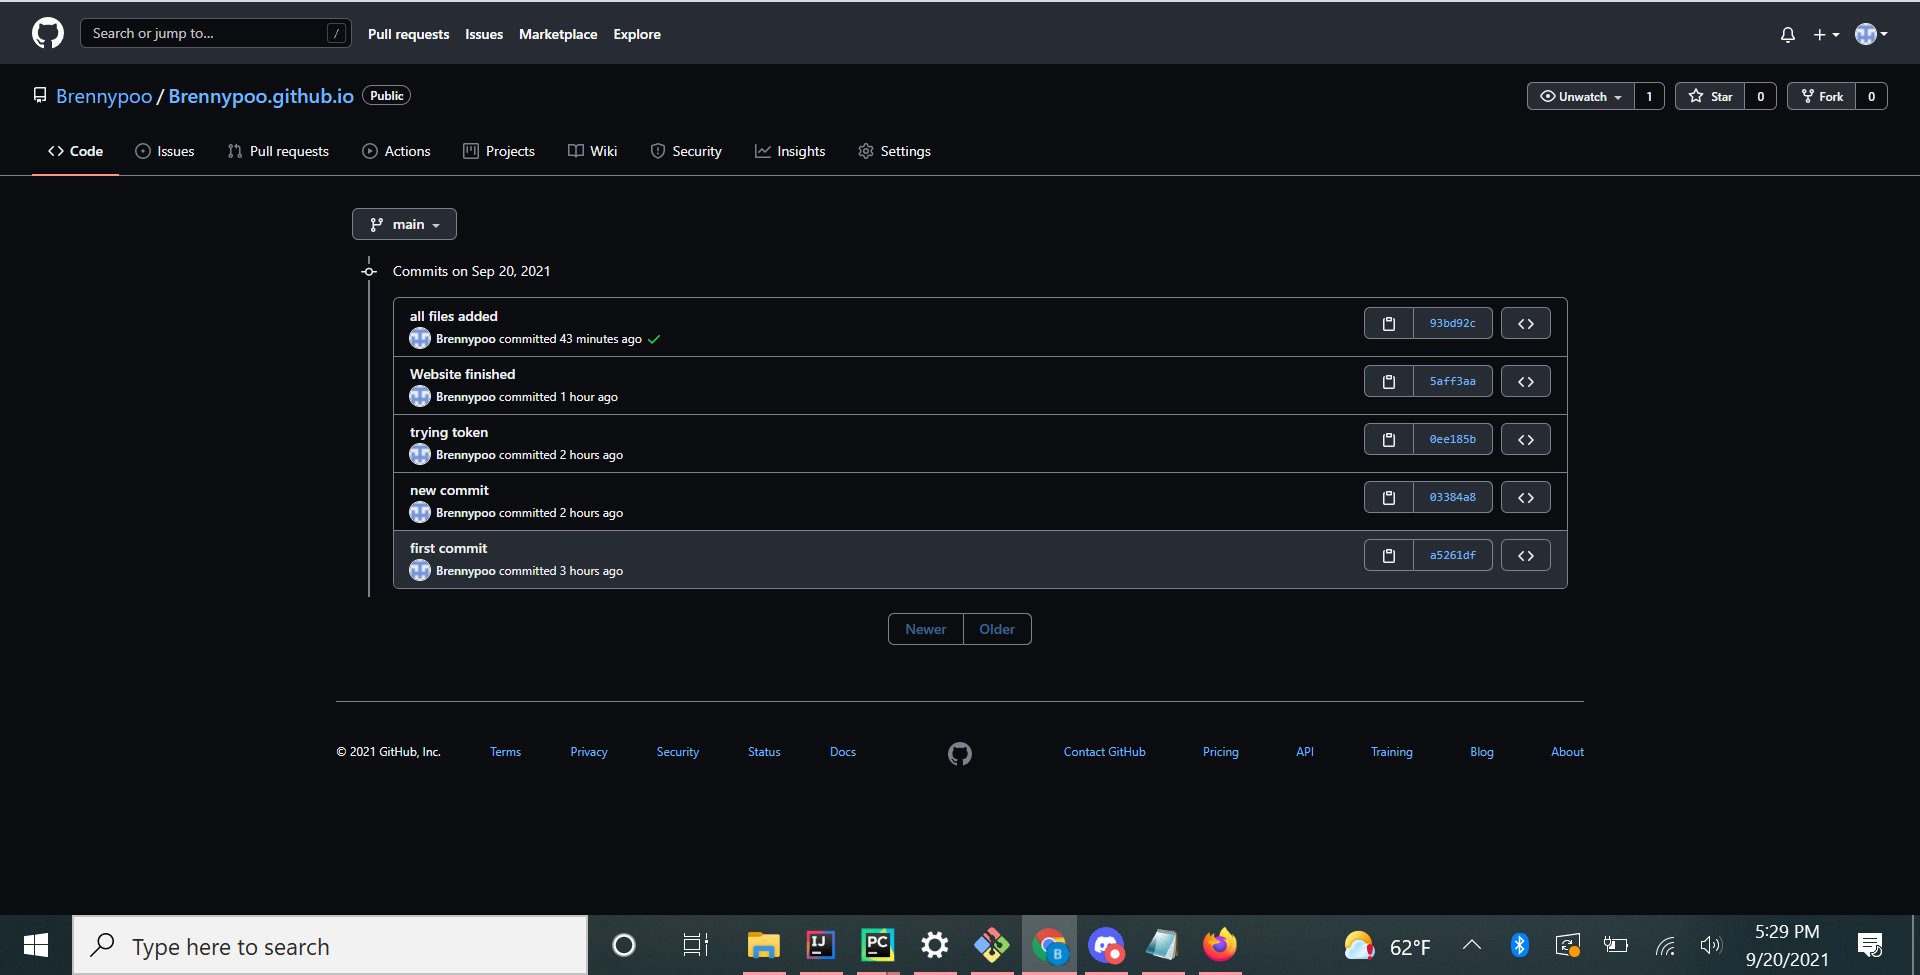 Search or jump to... /
Pull requests Issues Marketplace Explore
Brennypoo / Brennypoo.github.io Public
Unwatch 1 Star 0 Fork 0
Code Issues Pull requests Actions Projects Wiki Security Insights Settings
main
Commits on Sep 20, 2021
all files added
Brennypoo committed 43 minutes ago
93bd92c
Website finished
Brennypoo committed 1 hour ago
5aff3aa
trying token
Brennypoo committed 2 hours ago
0ee185b
new commit
Brennypoo committed 2 hours ago
03384a8
first commit
Brennypoo committed 3 hours ago
a5261df
Newer Older
© 2021 GitHub, Inc. Terms Privacy Security Status Docs Contact GitHub Pricing API Training Blog About
Type here to search
IJ
PC
B
62°F
5:29 PM
9/20/2021